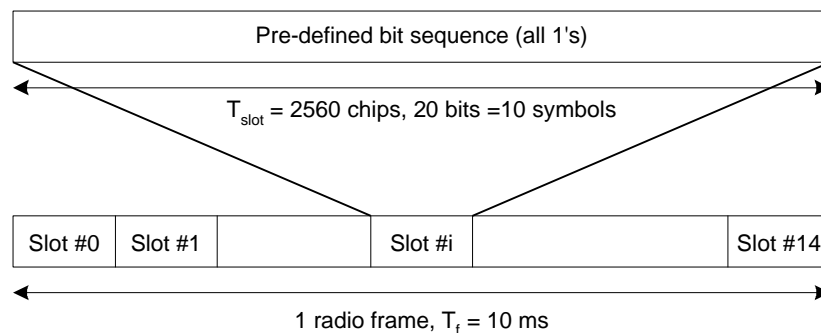 Pre-defined bit sequence (all 1's)
T_slot = 2560 chips, 20 bits =10 symbols
Slot #0 Slot #1 Slot #i Slot #14
1 radio frame, T_f = 10 ms